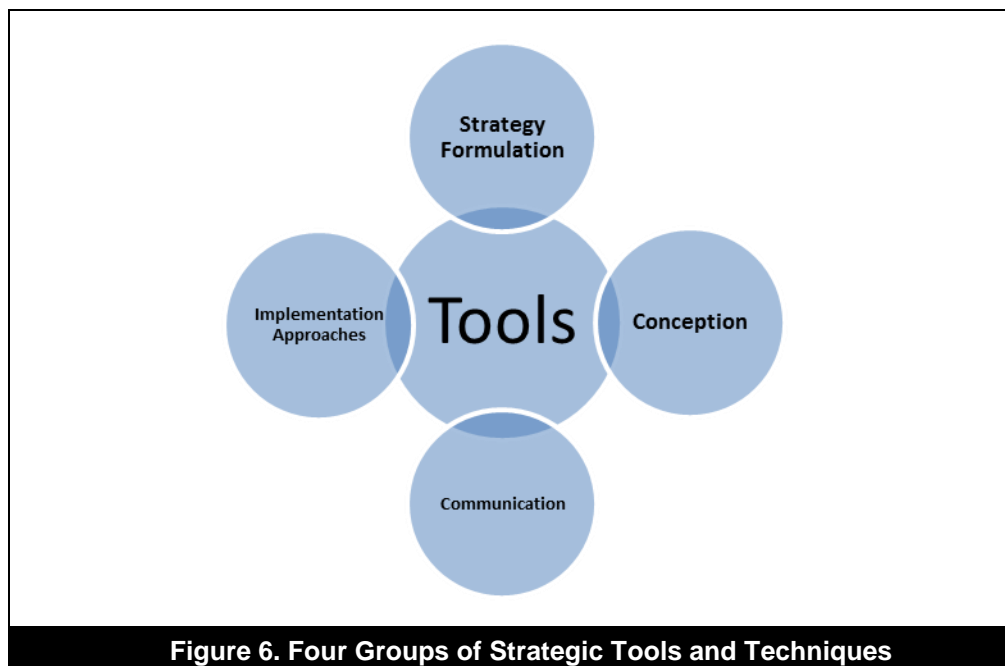 Strategy
Formulation
Implementation
Approaches
Tools
Conception
Communication
Figure 6. Four Groups of Strategic Tools and Techniques